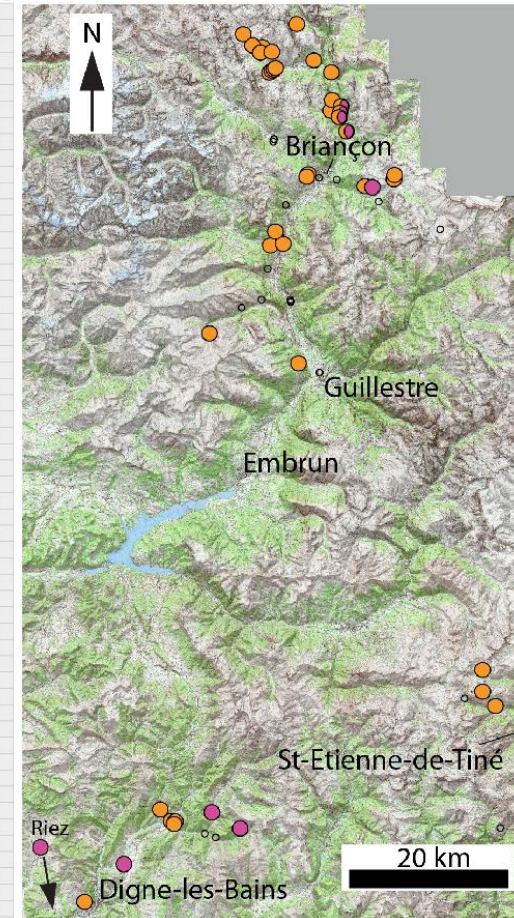 N
Briançon
Guillestre
Embrun
St-Etienne-de-Tiné
Riez
Digne-les-Bains
20 km